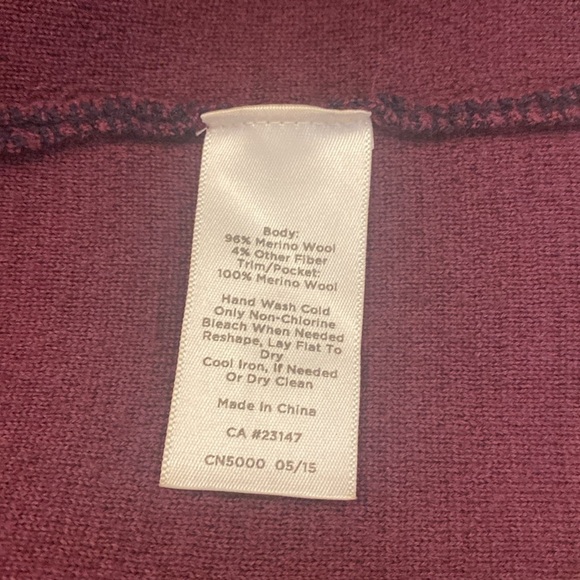 Body:
96% Merino Wool
4% Other Fiber
Trim/Pocket:
100% Merino Wool
Hand Wash Cold
Only Non-Chlorine
Bleach When Needed
Reshape, Lay Flat To
Dry
Cool Iron, If Needed
Or Dry Clean
Made In China
CA #23147
CN5000 05/15